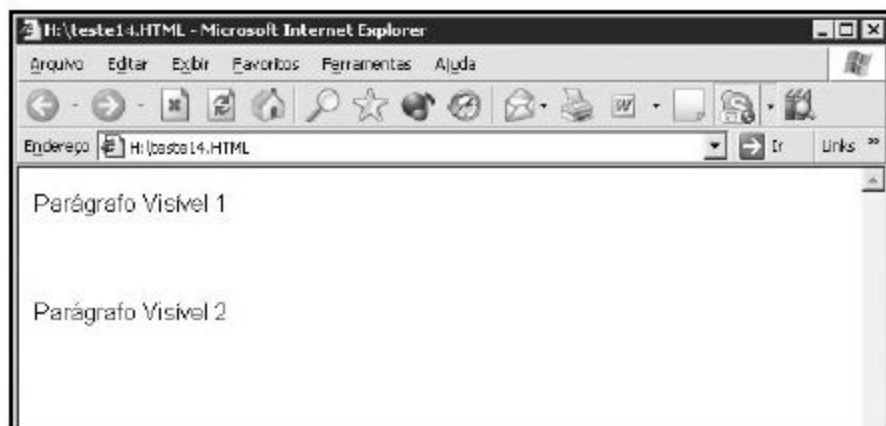 H:\teste14.HTML - Microsoft Internet Explorer
Arquivo Editar Exibir Favoritos Ferramentas Ajuda
W
Endereço H:\teste14.HTML Ir Links »
Parágrafo Visível 1
Parágrafo Visível 2